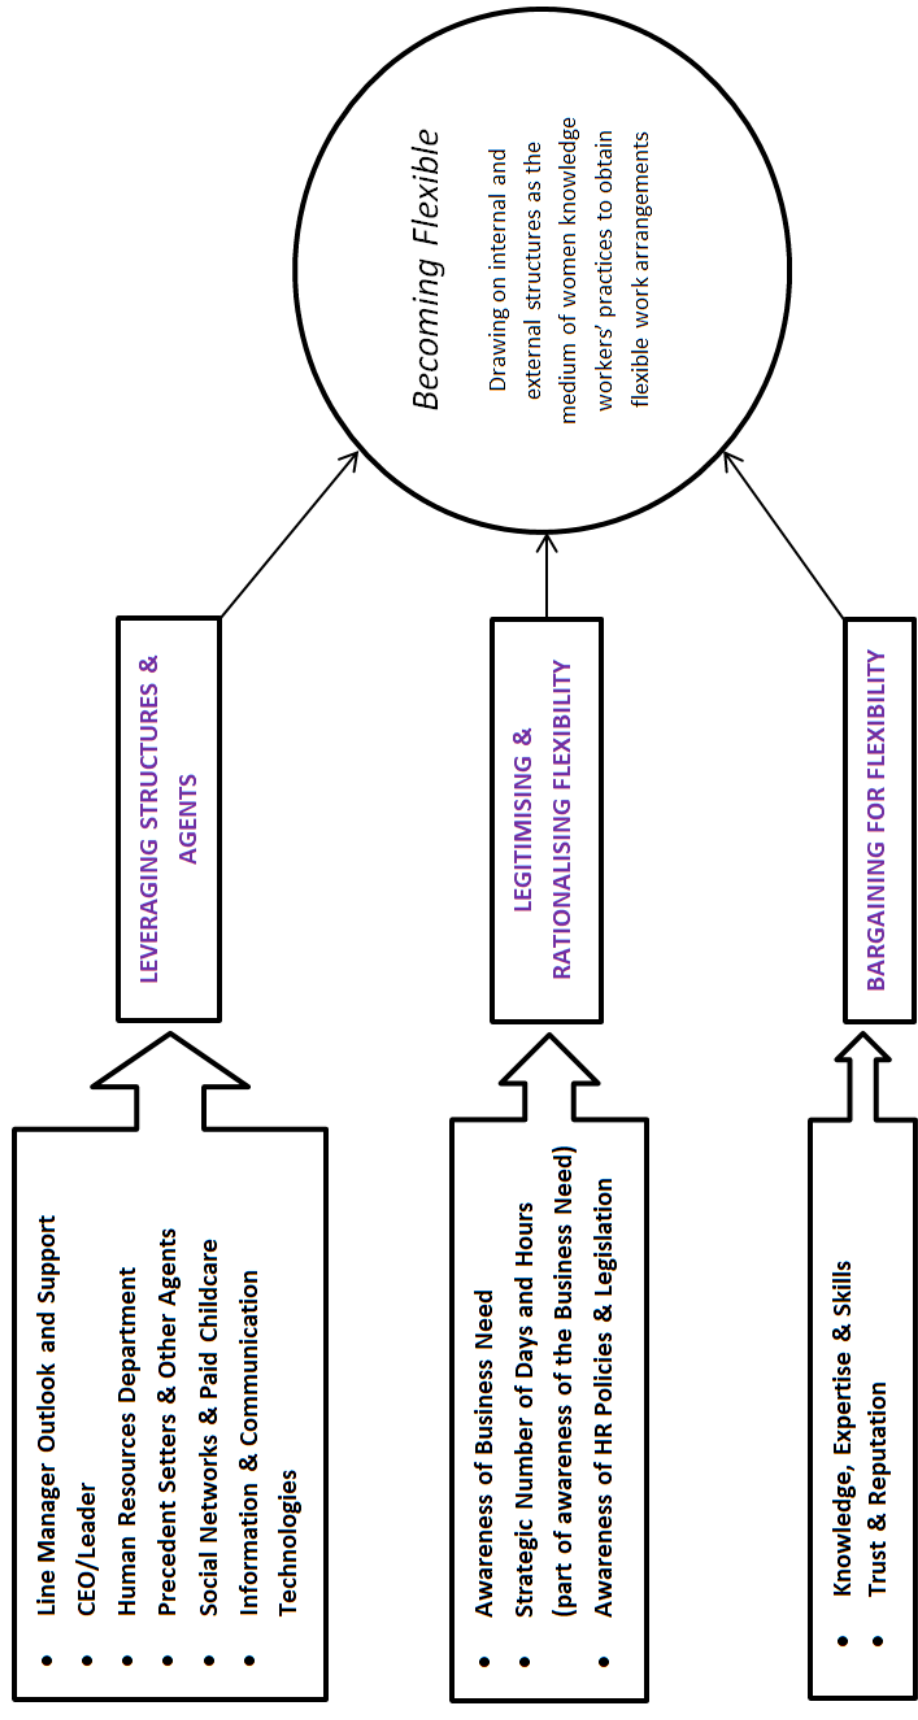 • Line Manager Outlook and Support
• CEO/Leader
• Human Resources Department
• Precedent Setters & Other Agents
• Social Networks & Paid Childcare
• Information & Communication
Technologies
LEVERAGING STRUCTURES &
AGENTS
• Awareness of Business Need
• Strategic Number of Days and Hours
(part of awareness of the Business Need)
• Awareness of HR Policies & Legislation
LEGITIMISING &
RATIONALISING FLEXIBILITY
• Knowledge, Expertise & Skills
• Trust & Reputation
BARGAINING FOR FLEXIBILITY
Becoming Flexible
Drawing on internal and
external structures as the
medium of women knowledge
workers’ practices to obtain
flexible work arrangements